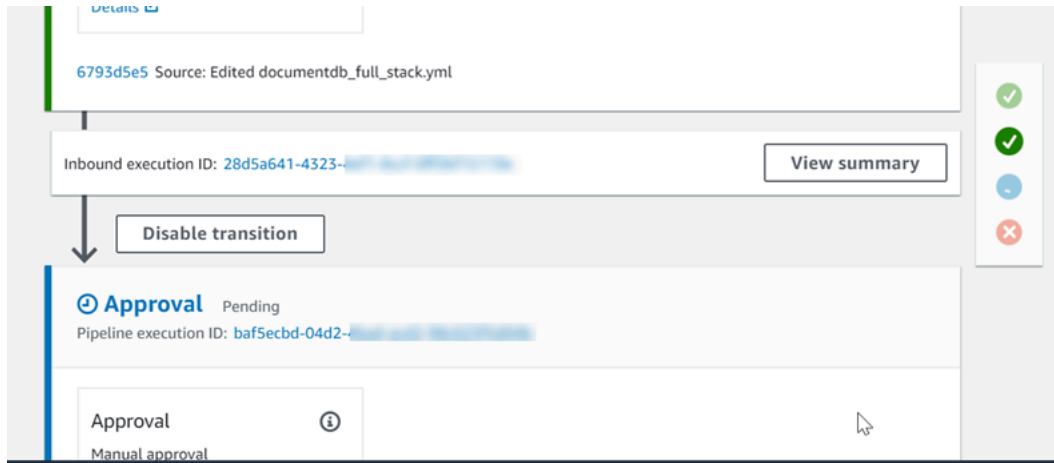 Details
6793d5e5 Source: Edited documentdb_full_stack.yml
Inbound execution ID: 28d5a641-4323-
View summary
Disable transition
Approval Pending
Pipeline execution ID: baf5ecbd-04d2-
Approval
Manual approval